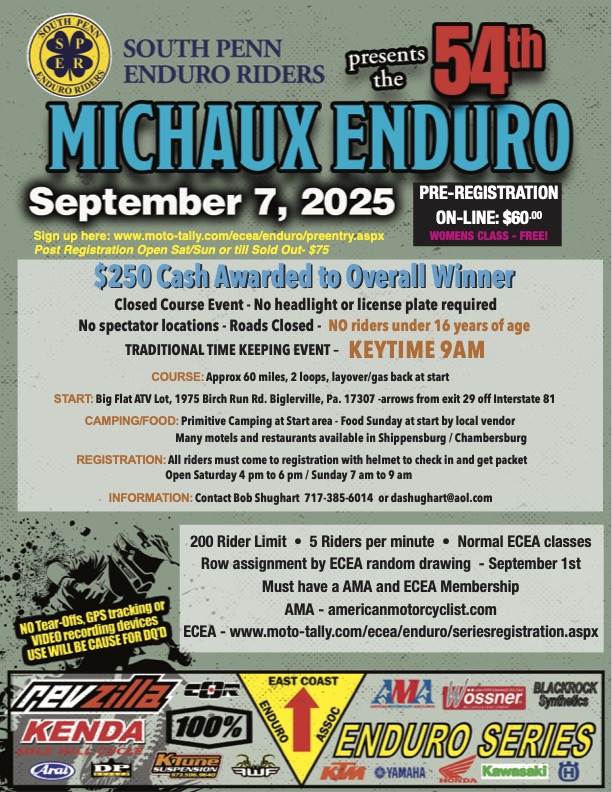 SOUTH PENN
SPER
ENDURO RIDERS
SOUTH PENN
ENDURO RIDERS
presents
the
54th
MICHAUX ENDURO
September 7, 2025
PRE-REGISTRATION
ON-LINE: $60.00
WOMENS CLASS - FREE!
Sign up here: www.moto-tally.com/ecea/enduro/preentry.aspx
Post Registration Open Sat/Sun or till Sold Out- $75
$250 Cash Awarded to Overall Winner
Closed Course Event - No headlight or license plate required
No spectator locations - Roads Closed - NO riders under 16 years of age
TRADITIONAL TIME KEEPING EVENT – KEYTIME 9AM
COURSE: Approx 60 miles, 2 loops, layover/gas back at start
START: Big Flat ATV Lot, 1975 Birch Run Rd. Biglerville, Pa. 17307 -arrows from exit 29 off Interstate 81
CAMPING/FOOD: Primitive Camping at Start area - Food Sunday at start by local vendor
Many motels and restaurants available in Shippensburg / Chambersburg
REGISTRATION: All riders must come to registration with helmet to check in and get packet
Open Saturday 4 pm to 6 pm / Sunday 7 am to 9 am
INFORMATION: Contact Bob Shughart 717-385-6014 or dashughart@aol.com
200 Rider Limit • 5 Riders per minute • Normal ECEA classes
Row assignment by ECEA random drawing - September 1st
Must have a AMA and ECEA Membership
AMA - americanmotorcyclist.com
ECEA - www.moto-tally.com/ecea/enduro/seriesregistration.aspx
NO Tear-Offs, GPS tracking or
VIDEO recording devices
USE WILL BE CAUSE FOR DQ'D
revzilla
KENDA
100%
Arai
DP
K-Tune
SUSPENSION
973.506.9640
EAST COAST
ENDURO
ASSOC
AMA
AMERICAN MOTORCYCLIST ASSOCIATION
Wössner
BLACKROCK
Synthetics
ENDURO SERIES
KTM
YAMAHA
HONDA
Kawasaki
H